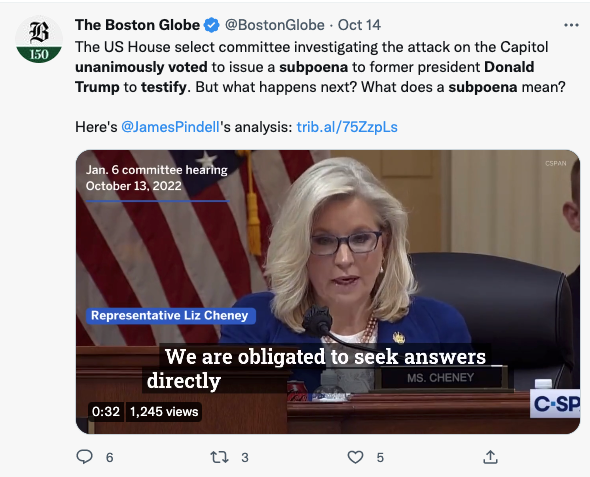 The Boston Globe @BostonGlobe · Oct 14
B
150
The US House select committee investigating the attack on the Capitol
unanimously voted to issue a subpoena to former president Donald
Trump to testify. But what happens next? What does a subpoena mean?
Here's @JamesPindell's analysis: trib.al/75ZzpLs
Jan. 6 committee hearing
October 13, 2022
CSPAN
Representative Liz Cheney
We are obligated to seek answers
directly
MS. CHENEY
0:32 1,245 views
C-SP
6 3 5